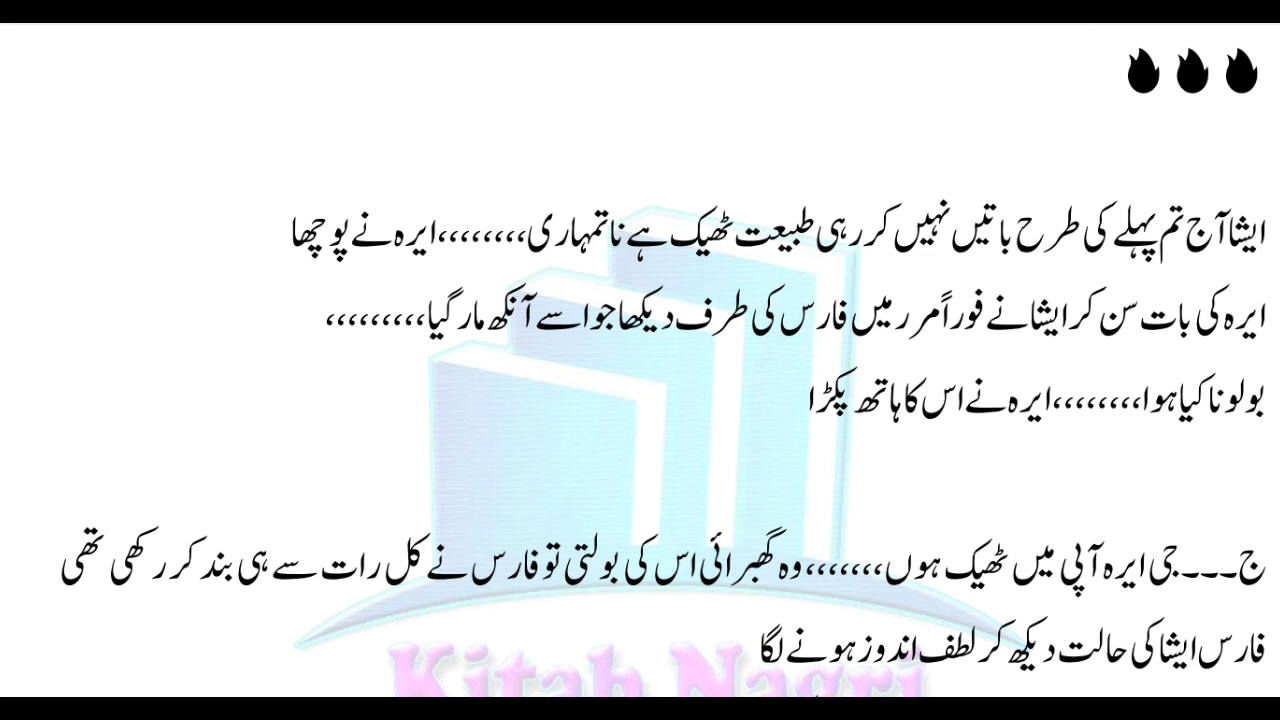 ایشا آج تم پہلے کی طرح باتیں نہیں کر رہی طبیعت ٹھیک ہے نا تمہاری،،،،،،،،ایرہ نے پوچھا
ایرہ کی بات سن کر ایشا نے فوراً مرر میں فارس کی طرف دیکھا جو اسے آنکھ مار گیا،،،،،،،،،
بولو نا کیا ہوا،،،،،،،،ایرہ نے اس کا ہاتھ پکڑا
ج۔۔۔جی ایرہ آپی میں ٹھیک ہوں،،،،،،،وہ گھبرائی اس کی بولتی تو فارس نے کل رات سے ہی بند کر رکھی تھی
فارس ایشا کی حالت دیکھ کر لطف اندوز ہونے لگا
Kitab Nagri